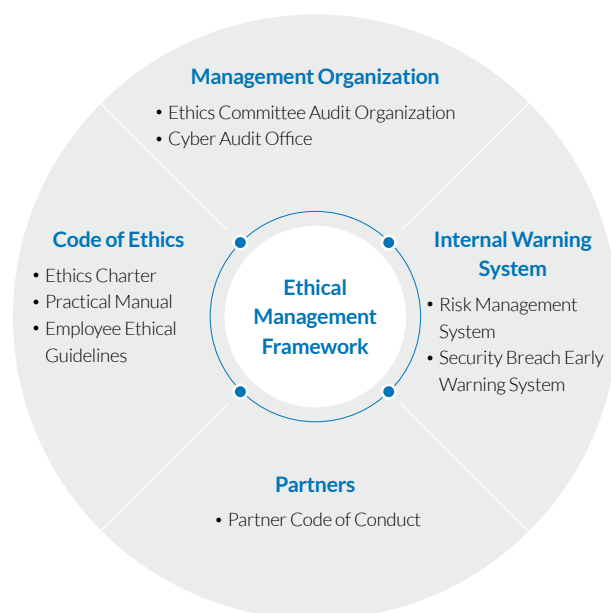 Management Organization
• Ethics Committee Audit Organization
• Cyber Audit Office
Code of Ethics
• Ethics Charter
• Practical Manual
• Employee Ethical
Guidelines
Ethical
Management
Framework
Internal Warning
System
• Risk Management
System
• Security Breach Early
Warning System
Partners
• Partner Code of Conduct